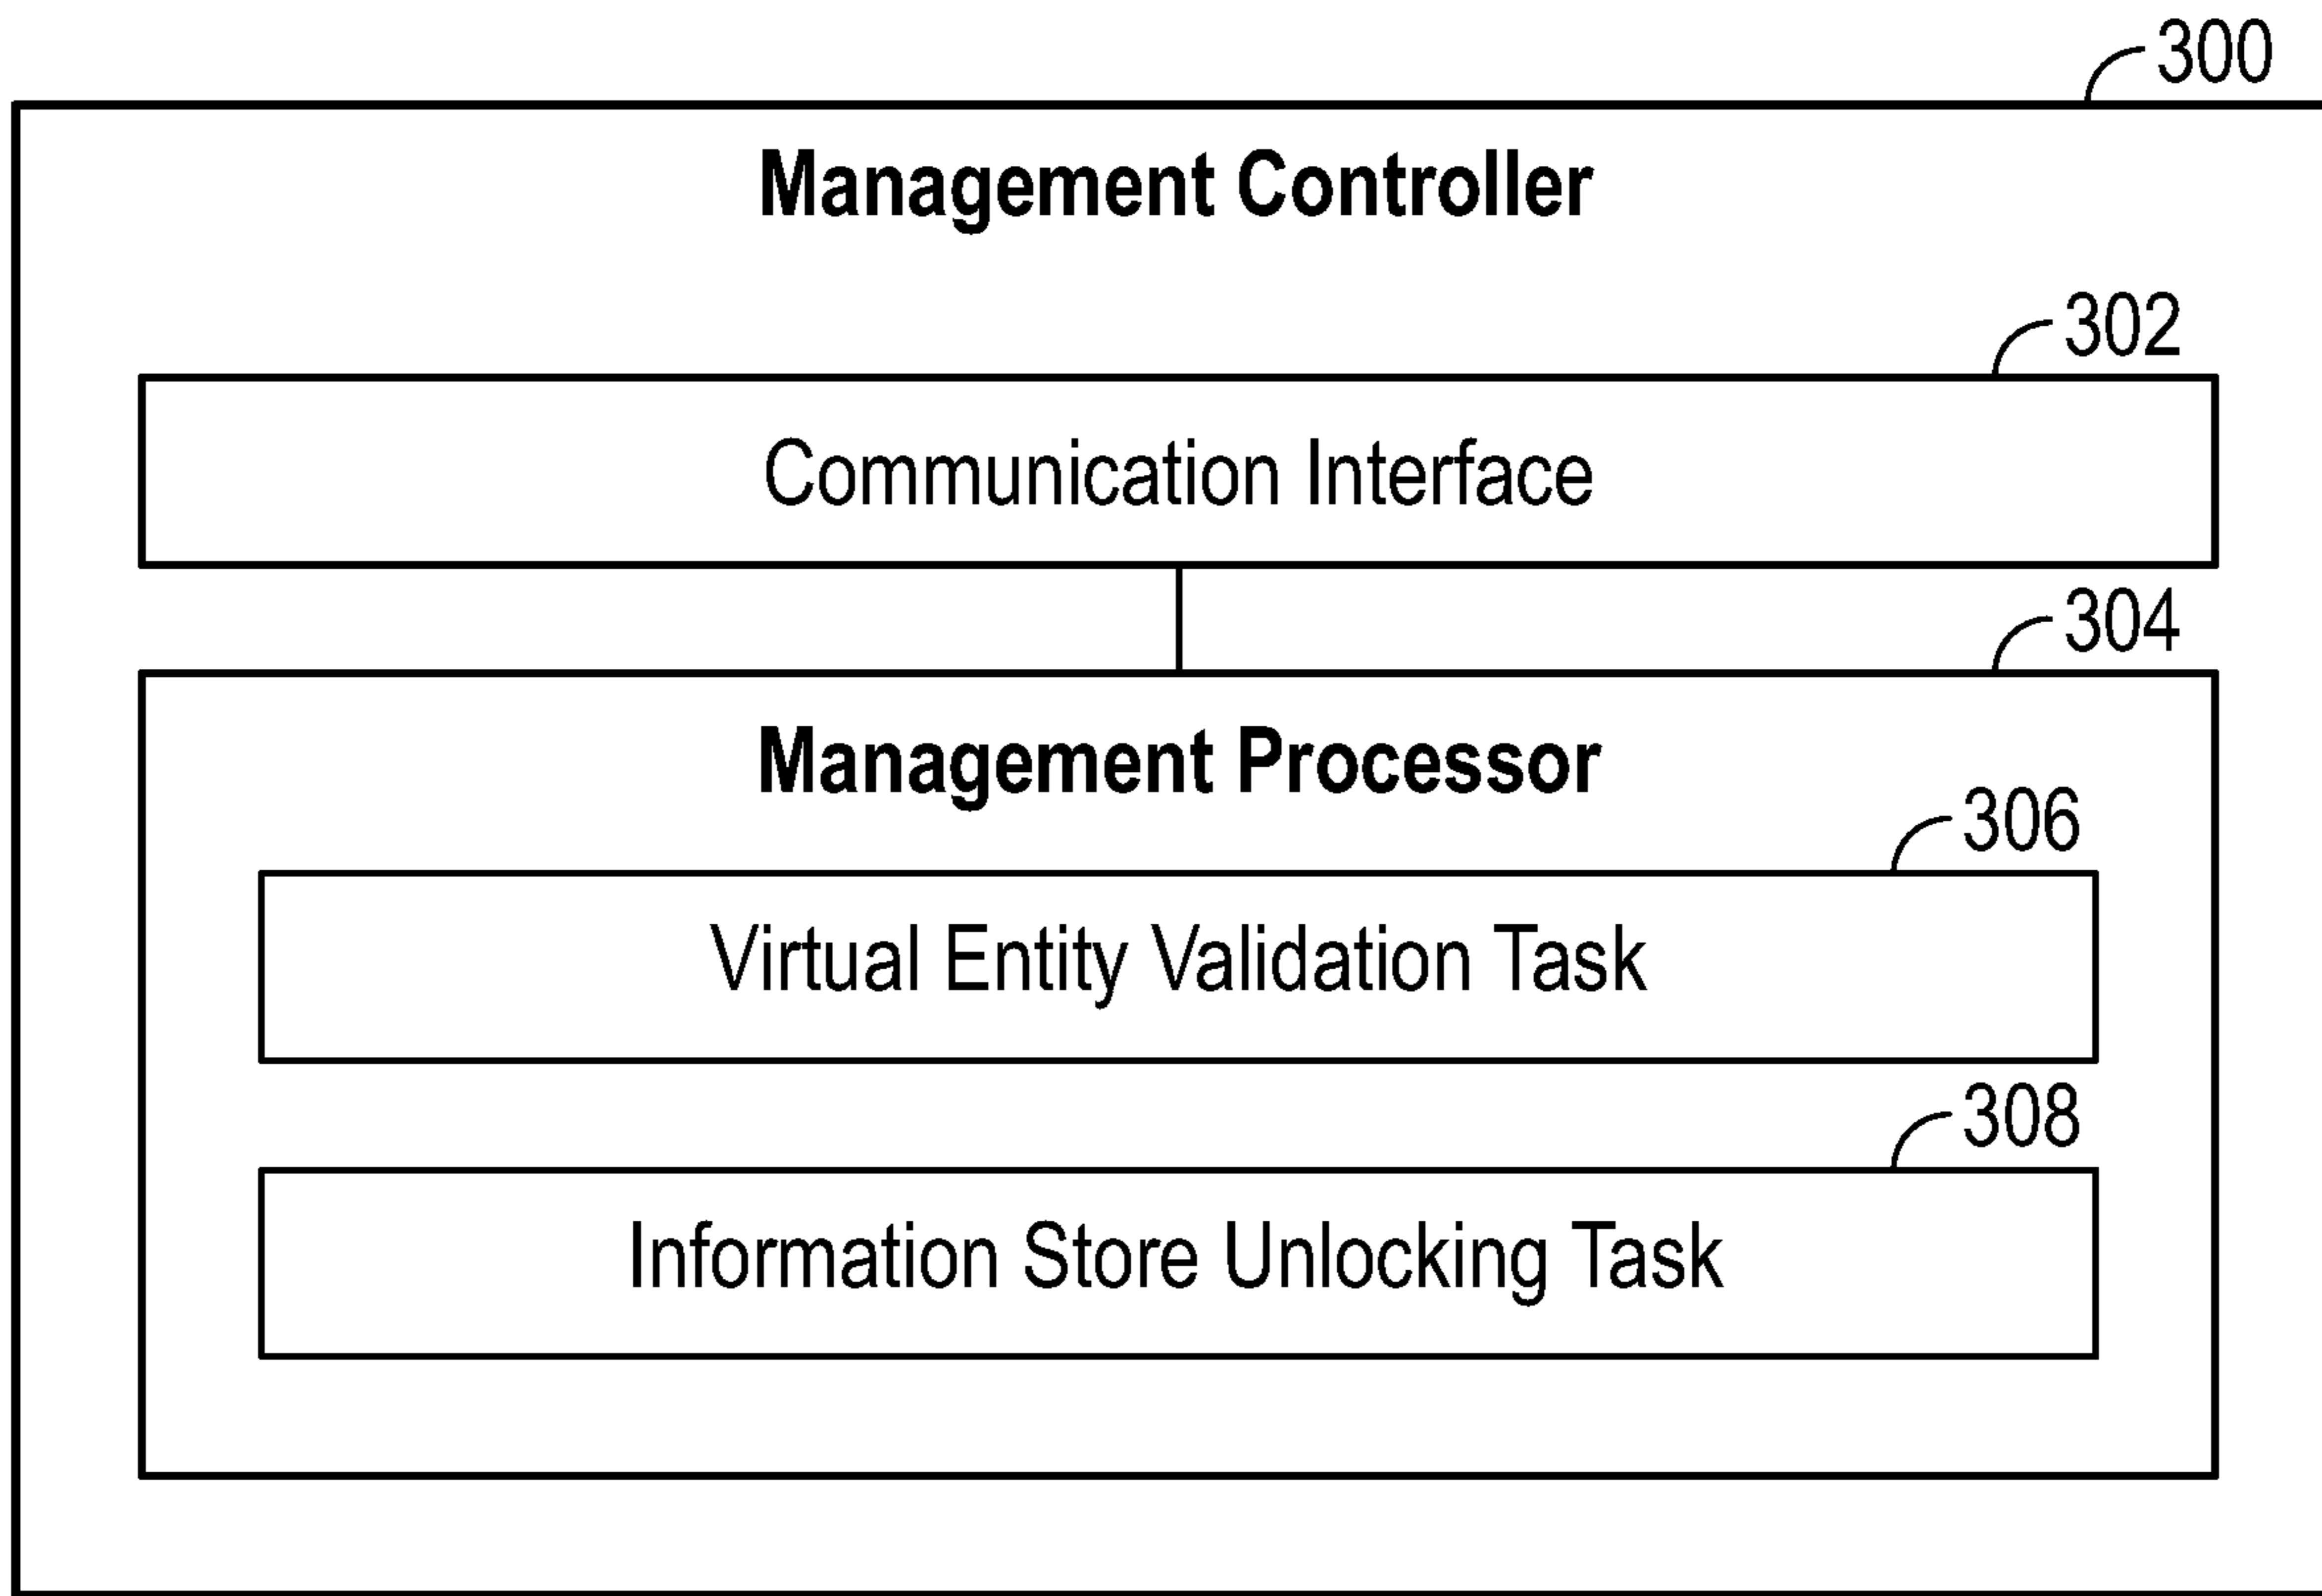 300
Management Controller
302
Communication Interface
304
Management Processor
306
Virtual Entity Validation Task
308
Information Store Unlocking Task